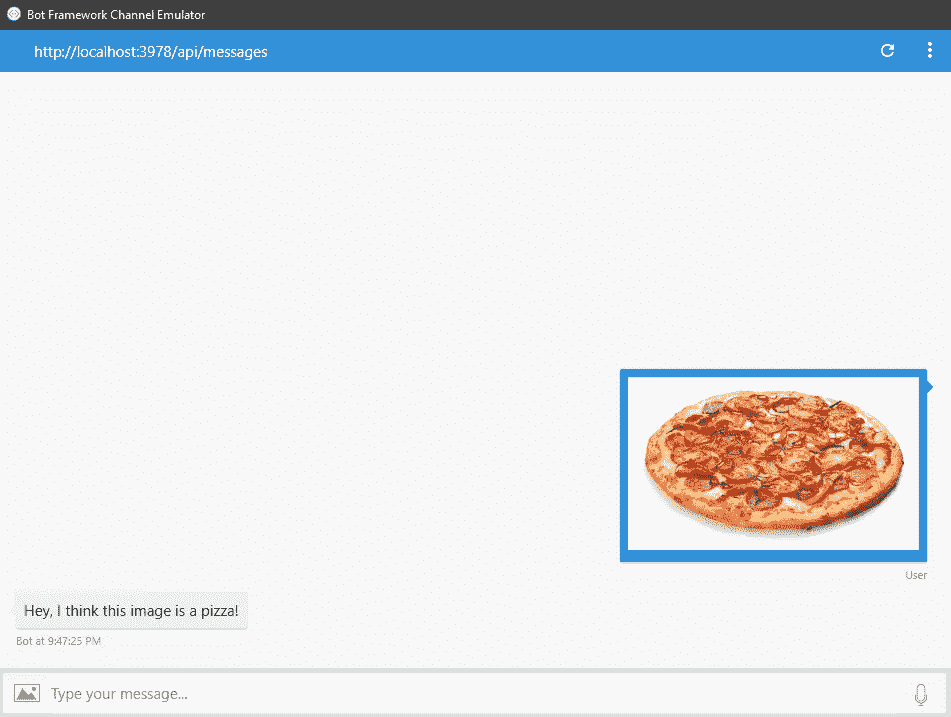 Bot Framework Channel Emulator
http://localhost:3978/api/messages
User
Hey, I think this image is a pizza!
Bot at 9:47:25 PM
Type your message...